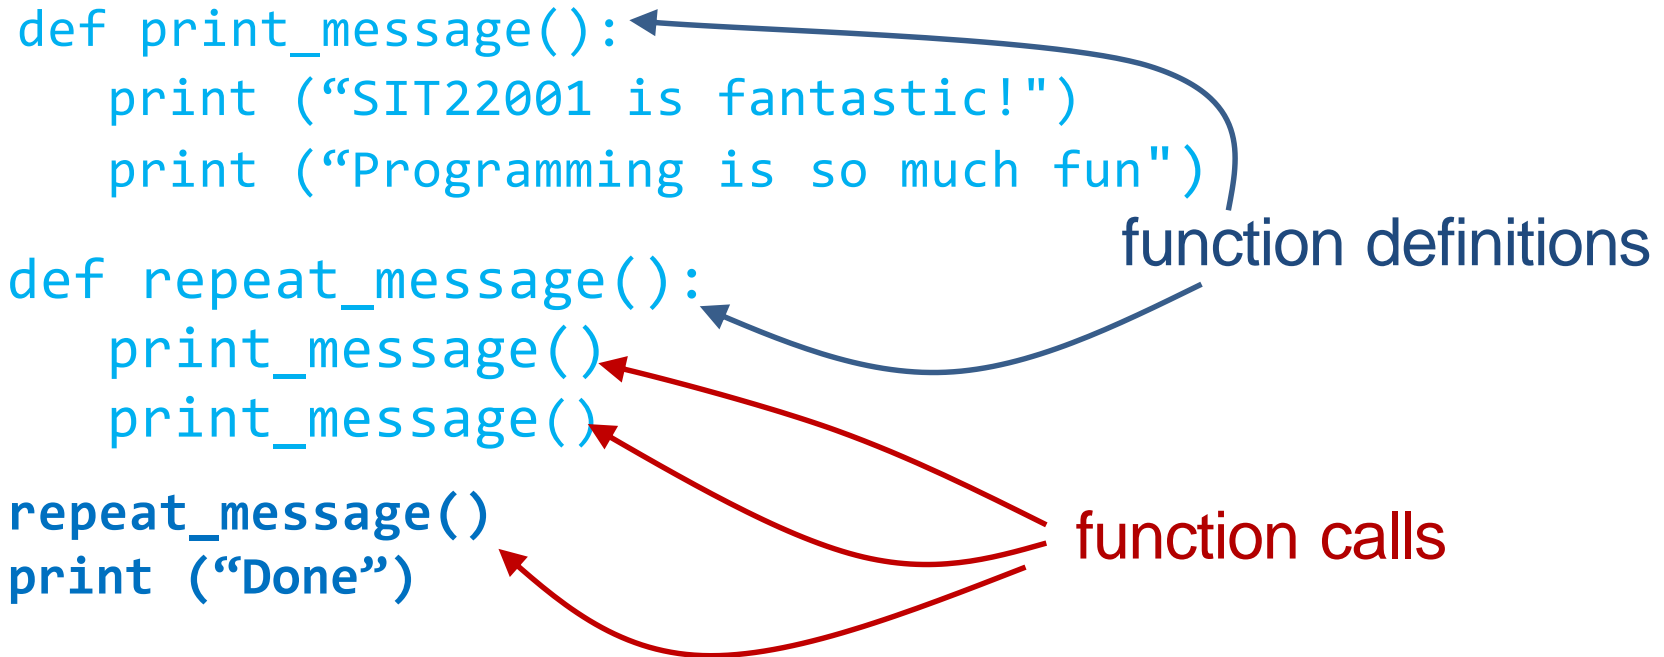 def print_message():
print (“SIT22001 is fantastic!")
print (“Programming is so much fun")
function definitions
def repeat_message():
print_message()
print_message()
repeat_message()
function calls
print (“Done”)